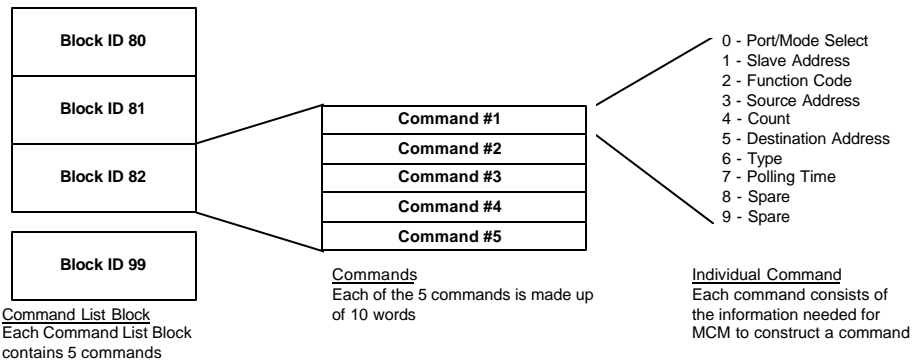 Block ID 80
Block ID 81
Block ID 82
Block ID 99
Command List Block
Each Command List Block
contains 5 commands
Command #1
Command #2
Command #3
Command #4
Command #5
Commands
Each of the 5 commands is made up
of 10 words
0 - Port/Mode Select
1 - Slave Address
2 - Function Code
3 - Source Address
4 - Count
5 - Destination Address
6 - Type
7 - Polling Time
8 - Spare
9 - Spare
Individual Command
Each command consists of
the information needed for
MCM to construct a command